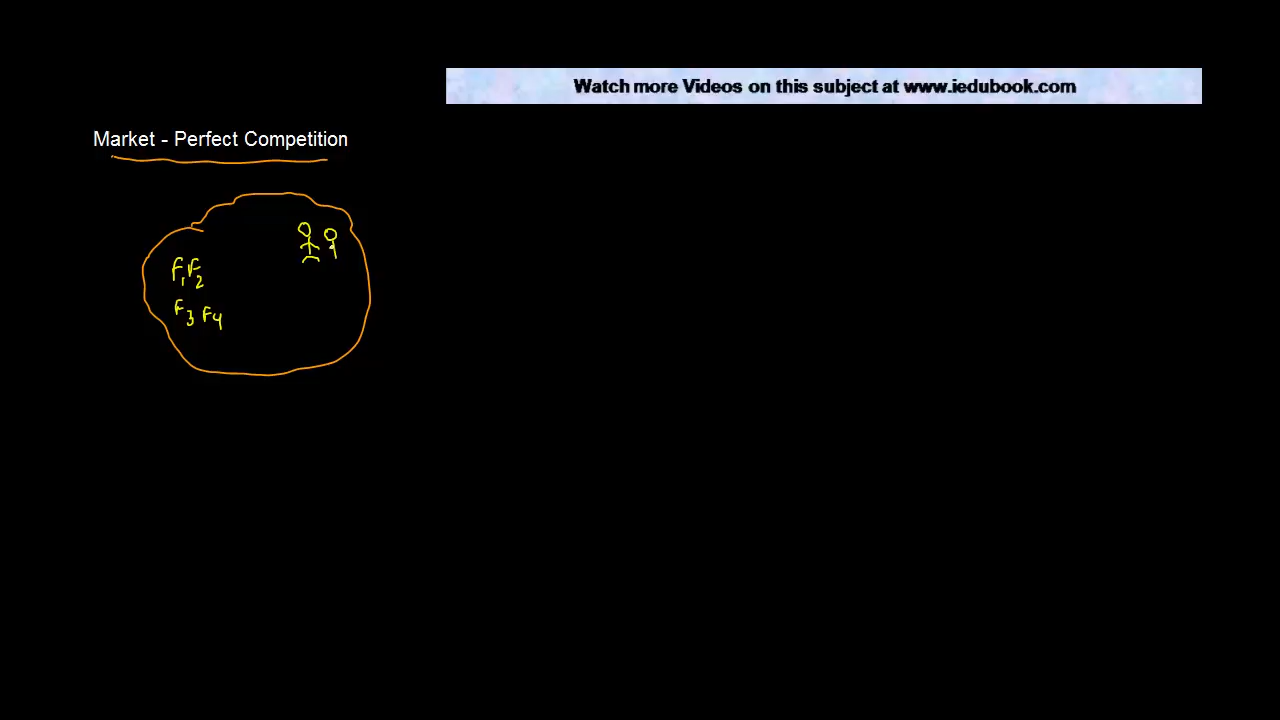 Watch more Videos on this subject at www.iedubook.com
Market - Perfect Competition
F1 F2
F3 F4